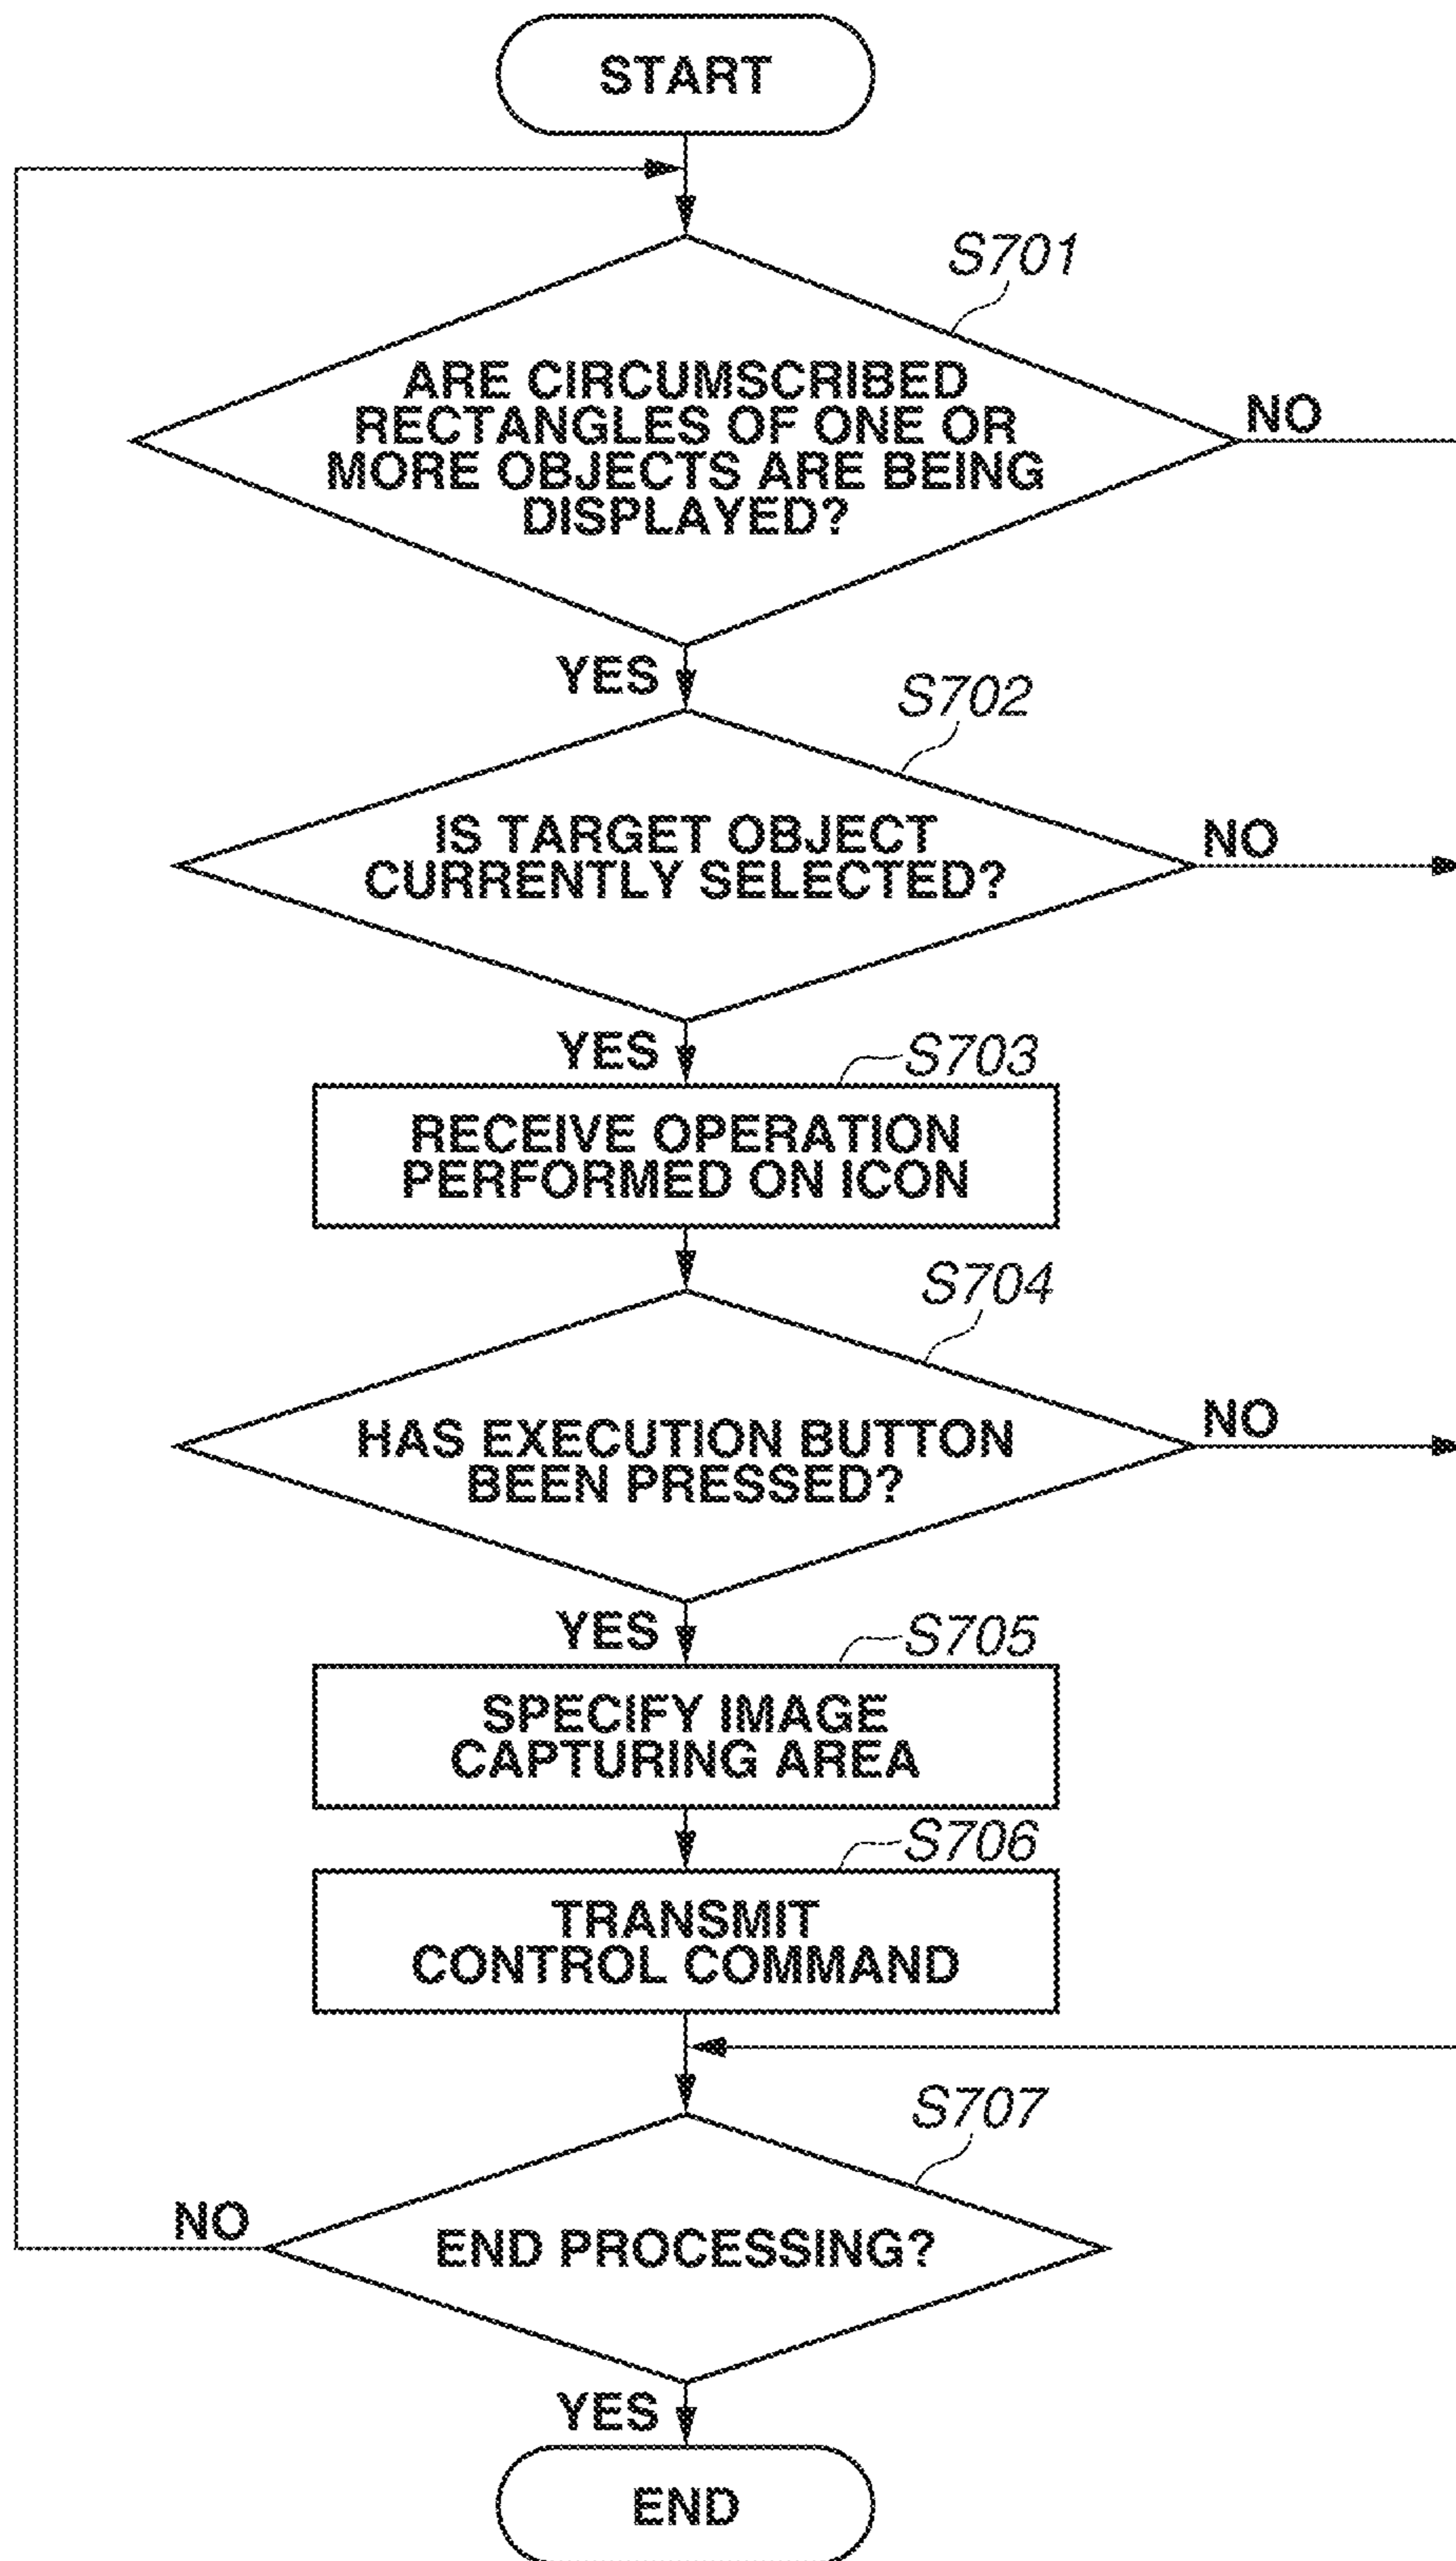 START
S701
ARE CIRCUMSCRIBED
RECTANGLES OF ONE OR
MORE OBJECTS ARE BEING
DISPLAYED?
NO
YES
S702
IS TARGET OBJECT
CURRENTLY SELECTED?
NO
YES
S703
RECEIVE OPERATION
PERFORMED ON ICON
S704
HAS EXECUTION BUTTON
BEEN PRESSED?
NO
YES
S705
SPECIFY IMAGE
CAPTURING AREA
S706
TRANSMIT
CONTROL COMMAND
S707
NO
END PROCESSING?
YES
END